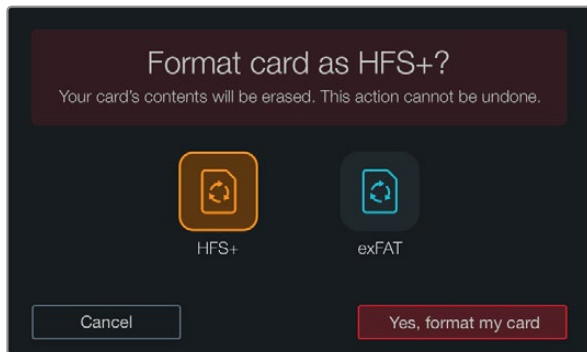 Format card as HFS+?
Your card's contents will be erased. This action cannot be undone.
HFS+
exFAT
Cancel
Yes, format my card